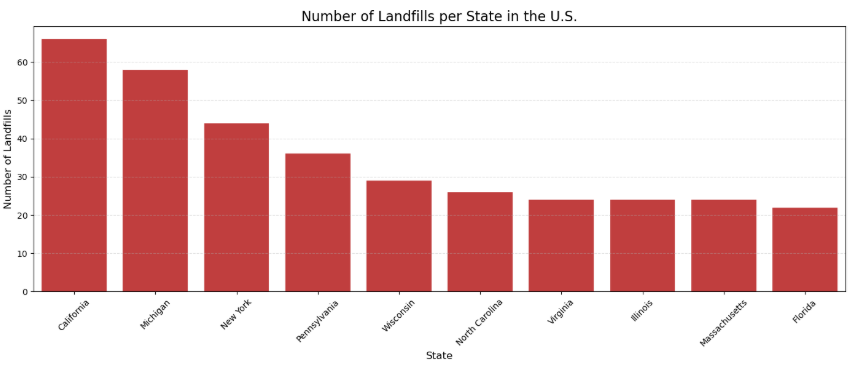 Number of Landfills per State in the U.S.
Number of Landfills
60
50
40
30
20
10
0
California
Michigan
New York
Pennsylvania
Wisconsin
North Carolina
Virginia
Illinois
Massachusetts
Florida
State